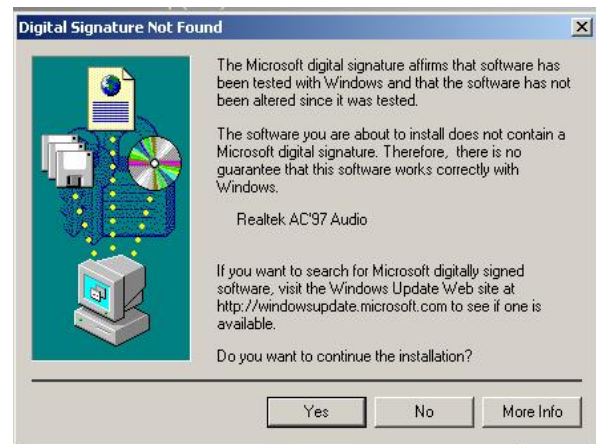 Digital Signature Not Found
The Microsoft digital signature affirms that software has
been tested with Windows and that the software has not
been altered since it was tested.
The software you are about to install does not contain a
Microsoft digital signature. Therefore, there is no
guarantee that this software works correctly with
Windows.
Realtek AC'97 Audio
If you want to search for Microsoft digitally signed
software, visit the Windows Update Web site at
http://windowsupdate.microsoft.com to see if one is
available.
Do you want to continue the installation?
Yes No More Info